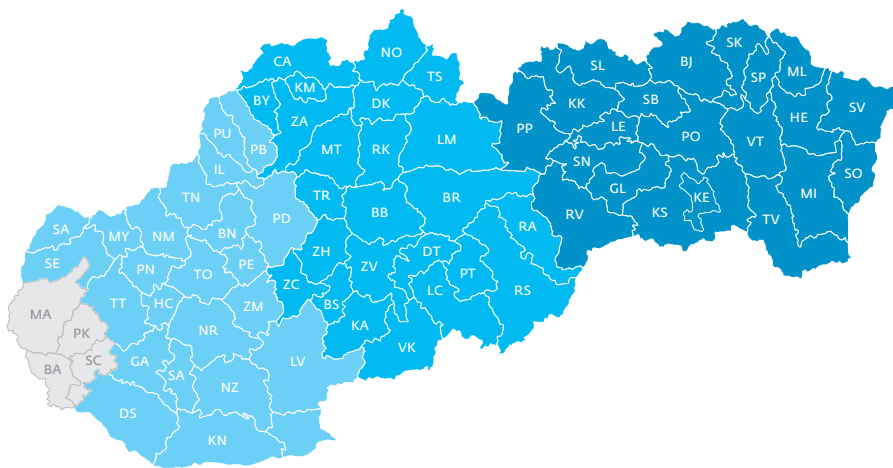 NO
CA
TS
KM
BY
DK
ZA
PU
PB
MT
RK
LM
IL
TN
TR
BB
BR
PD
BN
SA
MY
NM
SE
PN
TO
PE
ZH
ZV
DT
RA
ZC
BS
LC
PT
RS
TT
HC
ZM
MA
NR
KA
VK
PK
SC
BA
GA
SA
NZ
LV
DS
KN
SK
BJ
SL
SP
ML
PP
KK
SB
HE
SV
LE
PO
VT
SN
SO
GL
KE
MI
RV
KS
TV